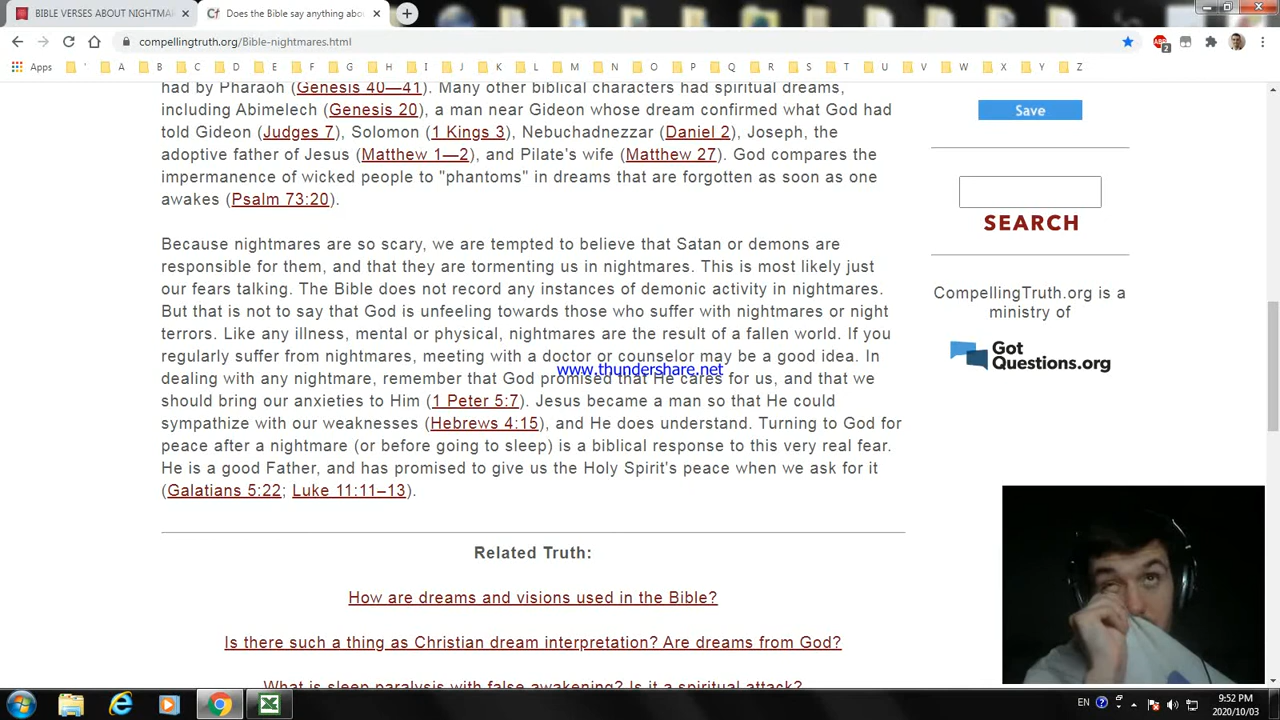 BIBLE VERSES ABOUT NIGHTMAR
Does the Bible say anything abou
compellingtruth.org/Bible-nightmares.html
ABP
2
Apps ' A B C D E F G H I J K L M N O P Q R S T U V W X Y Z
had by Pharaoh (Genesis 40—41). Many other biblical characters had spiritual dreams,
including Abimelech (Genesis 20), a man near Gideon whose dream confirmed what God had
told Gideon (Judges 7), Solomon (1 Kings 3), Nebuchadnezzar (Daniel 2), Joseph, the
adoptive father of Jesus (Matthew 1—2), and Pilate's wife (Matthew 27). God compares the
impermanence of wicked people to "phantoms" in dreams that are forgotten as soon as one
awakes (Psalm 73:20).
Because nightmares are so scary, we are tempted to believe that Satan or demons are
responsible for them, and that they are tormenting us in nightmares. This is most likely just
our fears talking. The Bible does not record any instances of demonic activity in nightmares.
But that is not to say that God is unfeeling towards those who suffer with nightmares or night
terrors. Like any illness, mental or physical, nightmares are the result of a fallen world. If you
regularly suffer from nightmares, meeting with a doctor or counselor may be a good idea. In
www.thundershare.net
dealing with any nightmare, remember that God promised that He cares for us, and that we
should bring our anxieties to Him (1 Peter 5:7). Jesus became a man so that He could
sympathize with our weaknesses (Hebrews 4:15), and He does understand. Turning to God for
peace after a nightmare (or before going to sleep) is a biblical response to this very real fear.
He is a good Father, and has promised to give us the Holy Spirit's peace when we ask for it
(Galatians 5:22; Luke 11:11–13).
Related Truth:
How are dreams and visions used in the Bible?
Is there such a thing as Christian dream interpretation? Are dreams from God?
What is sleep paralysis with false awakening? Is it a spiritual attack?
Save
SEARCH
CompellingTruth.org is a
ministry of
Got
Questions.org
EN
9:52 PM
2020/10/03